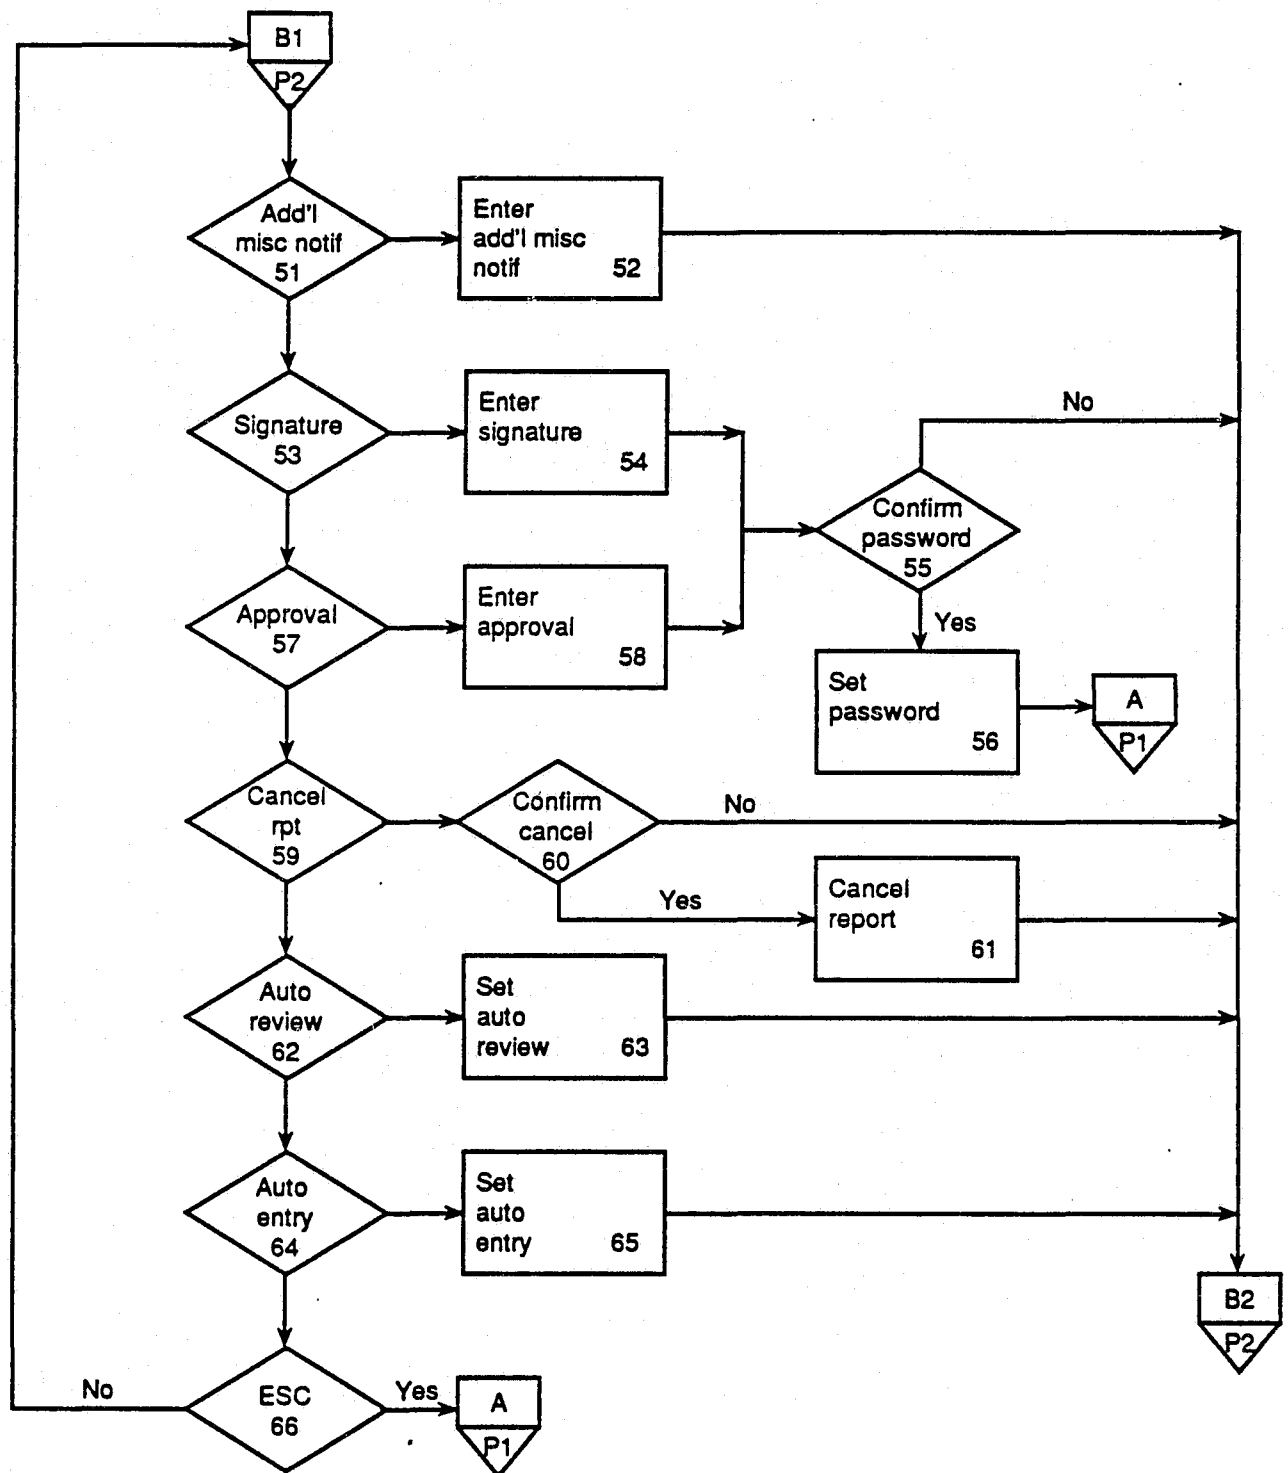 B1
P2
Add'l
misc notif
51
Enter
add'l misc
notif 52
Signature
53
Enter
signature
54
No
Confirm
password
55
Approval
57
Enter
approval
58
Yes
Set
password
56
A
P1
Cancel
rpt
59
Confirm
cancel
60
No
Yes
Cancel
report
61
Auto
review
62
Set
auto
review 63
Auto
entry
64
Set
auto
entry 65
B2
P2
No
ESC
66
Yes
A
P1